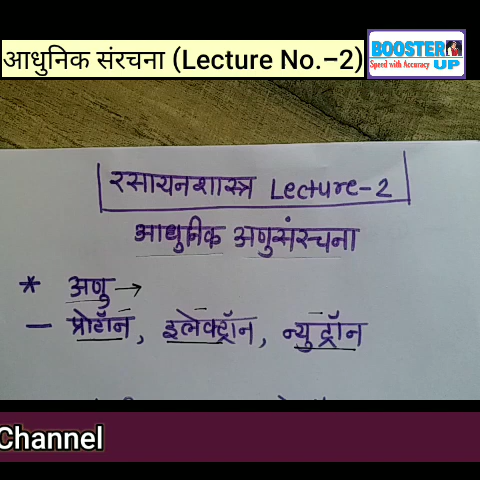 आधुनिक संरचना (Lecture No.–2)
BOOSTER
Speed with Accuracy UP
रसायनशास्त्र Lecture-2
आधुनिक अणुसंरचना
* अणु →
– प्रोटॉन, इलेक्ट्रॉन, न्युट्रॉन
Channel